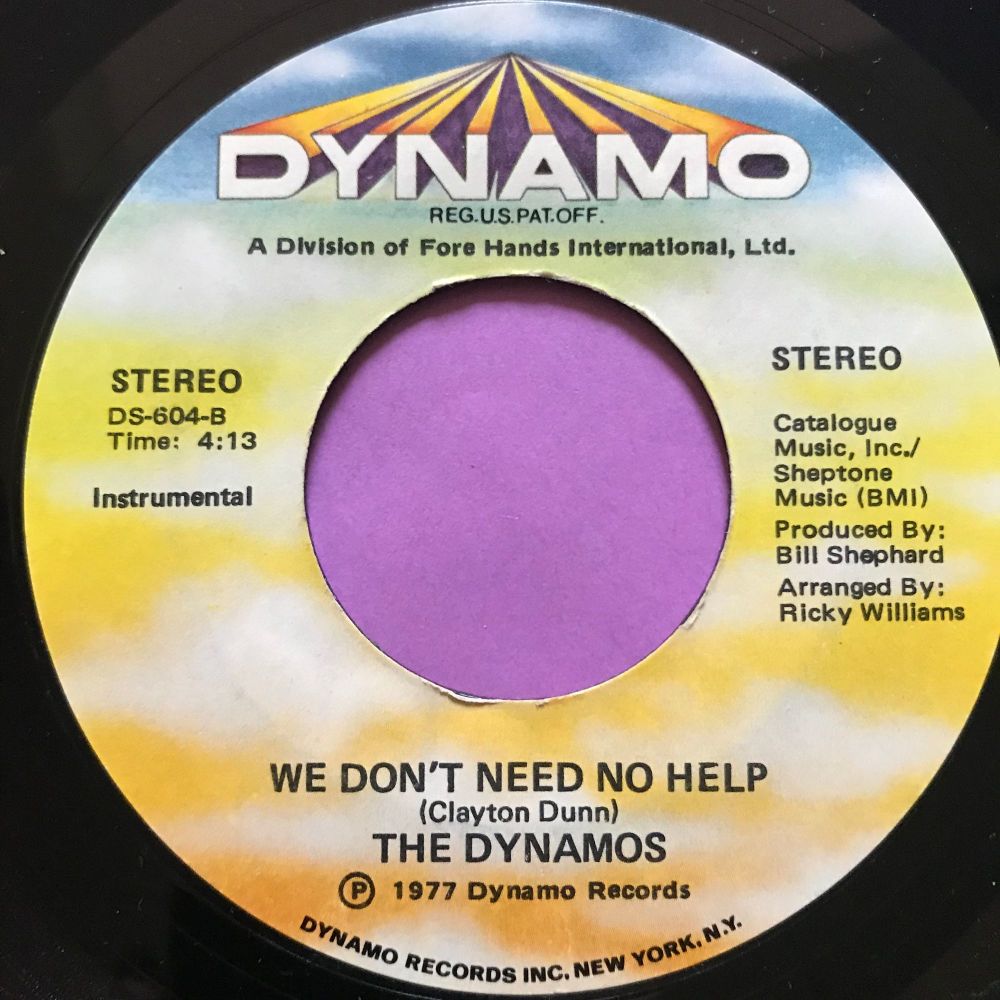 DYNAMO
REG.U.S.PAT.OFF.
A Division of Fore Hands International, Ltd.
STEREO
DS-604-B
Time: 4:13
Instrumental
STEREO
Catalogue
Music, Inc./
Sheptone
Music (BMI)
Produced By:
Bill Shephard
Arranged By:
Ricky Williams
WE DON'T NEED NO HELP
(Clayton Dunn)
THE DYNAMOS
Ⓟ 1977 Dynamo Records
DYNAMO RECORDS INC. NEW YORK, N.Y.